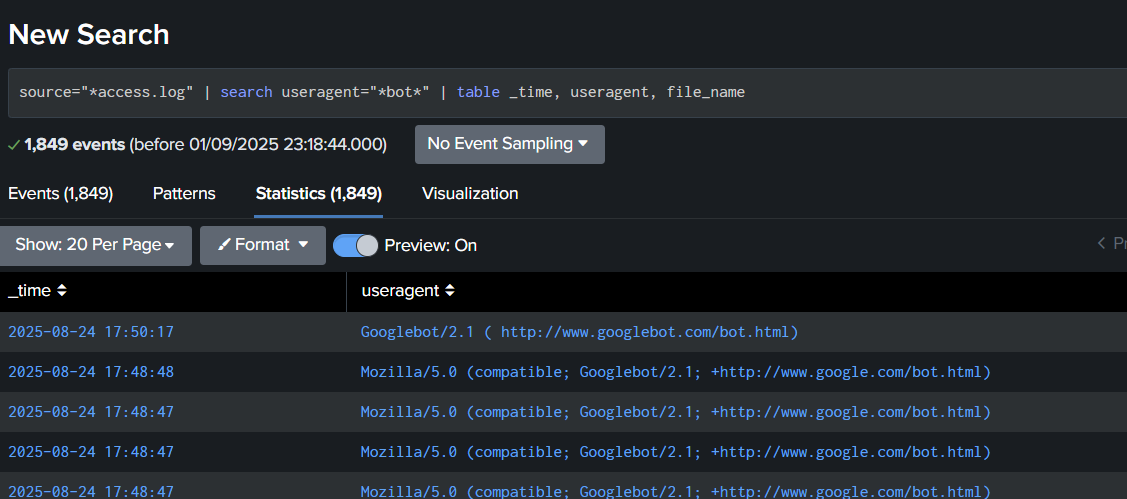 New Search
source="*access.log" | search useragent="*bot*" | table _time, useragent, file_name
1,849 events (before 01/09/2025 23:18:44.000)
No Event Sampling
Events (1,849)
Patterns
Statistics (1,849)
Visualization
Show: 20 Per Page
Format
Preview: On
_time
useragent
2025-08-24 17:50:17 Googlebot/2.1 ( http://www.googlebot.com/bot.html)
2025-08-24 17:48:48 Mozilla/5.0 (compatible; Googlebot/2.1; +http://www.google.com/bot.html)
2025-08-24 17:48:47 Mozilla/5.0 (compatible; Googlebot/2.1; +http://www.google.com/bot.html)
2025-08-24 17:48:47 Mozilla/5.0 (compatible; Googlebot/2.1; +http://www.google.com/bot.html)
2025-08-24 17:48:47 Mozilla/5.0 (compatible; Googlebot/2.1; +http://www.google.com/bot.html)